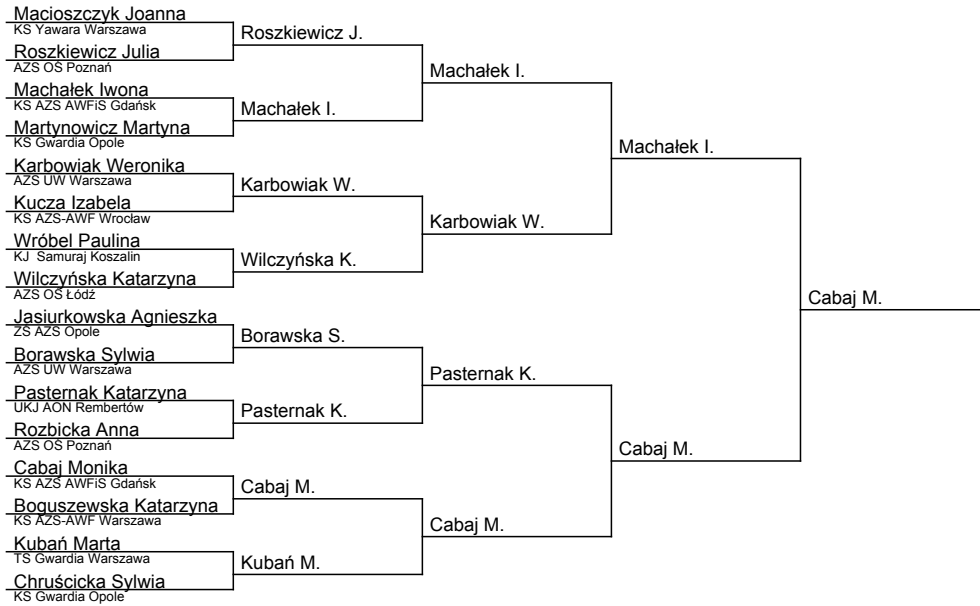 Macioszczyk Joanna
KS Yawara Warszawa
Roszkiewicz Julia
AZS OŚ Poznań
Machałek Iwona
KS AZS AWFiS Gdańsk
Martynowicz Martyna
KS Gwardia Opole
Karbowiak Weronika
AZS UW Warszawa
Kucza Izabela
KS AZS-AWF Wrocław
Wróbel Paulina
KJ Samuraj Koszalin
Wilczyńska Katarzyna
AZS OŚ Łódź
Jasiurkowska Agnieszka
ZS AZS Opole
Borawska Sylwia
AZS UW Warszawa
Pasternak Katarzyna
UKJ AON Rembertów
Rozbicka Anna
AZS OŚ Poznań
Cabaj Monika
KS AZS AWFiS Gdańsk
Boguszewska Katarzyna
KS AZS-AWF Warszawa
Kubań Marta
TS Gwardia Warszawa
Chruścicka Sylwia
KS Gwardia Opole
Roszkiewicz J.
Machałek I.
Karbowiak W.
Wilczyńska K.
Borawska S.
Pasternak K.
Cabaj M.
Kubań M.
Machałek I.
Karbowiak W.
Pasternak K.
Cabaj M.
Machałek I.
Cabaj M.
Cabaj M.